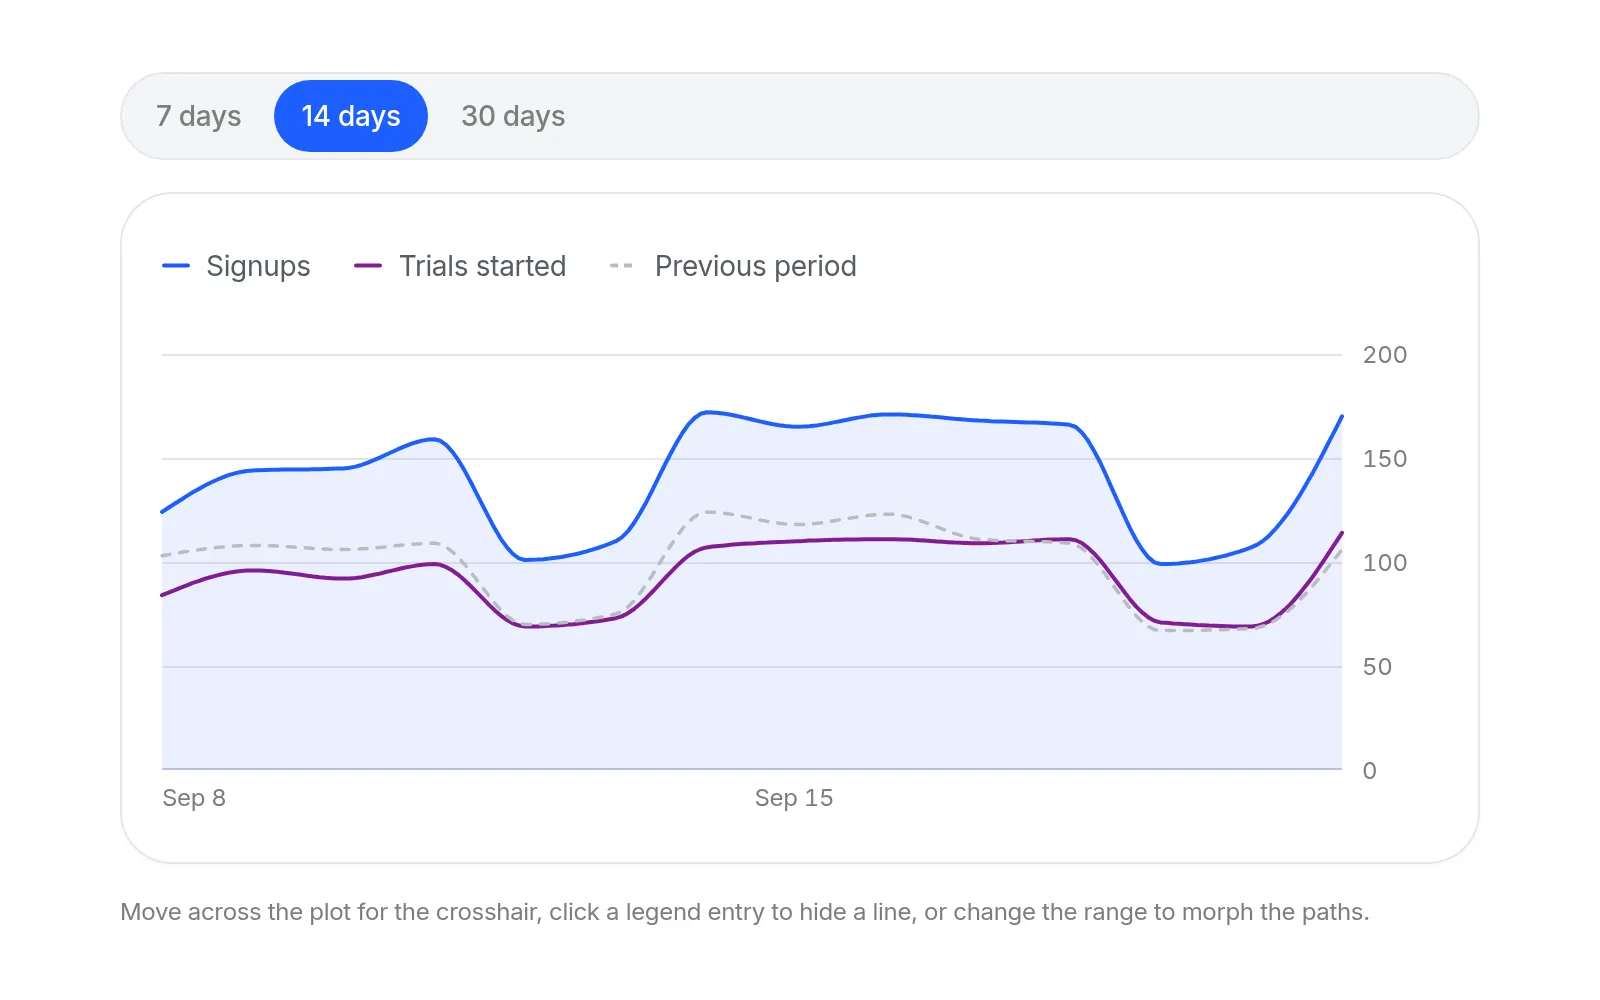 7 days 14 days 30 days
Signups Trials started Previous period
200
150
100
50
0
Sep 8 Sep 15
Move across the plot for the crosshair, click a legend entry to hide a line, or change the range to morph the paths.